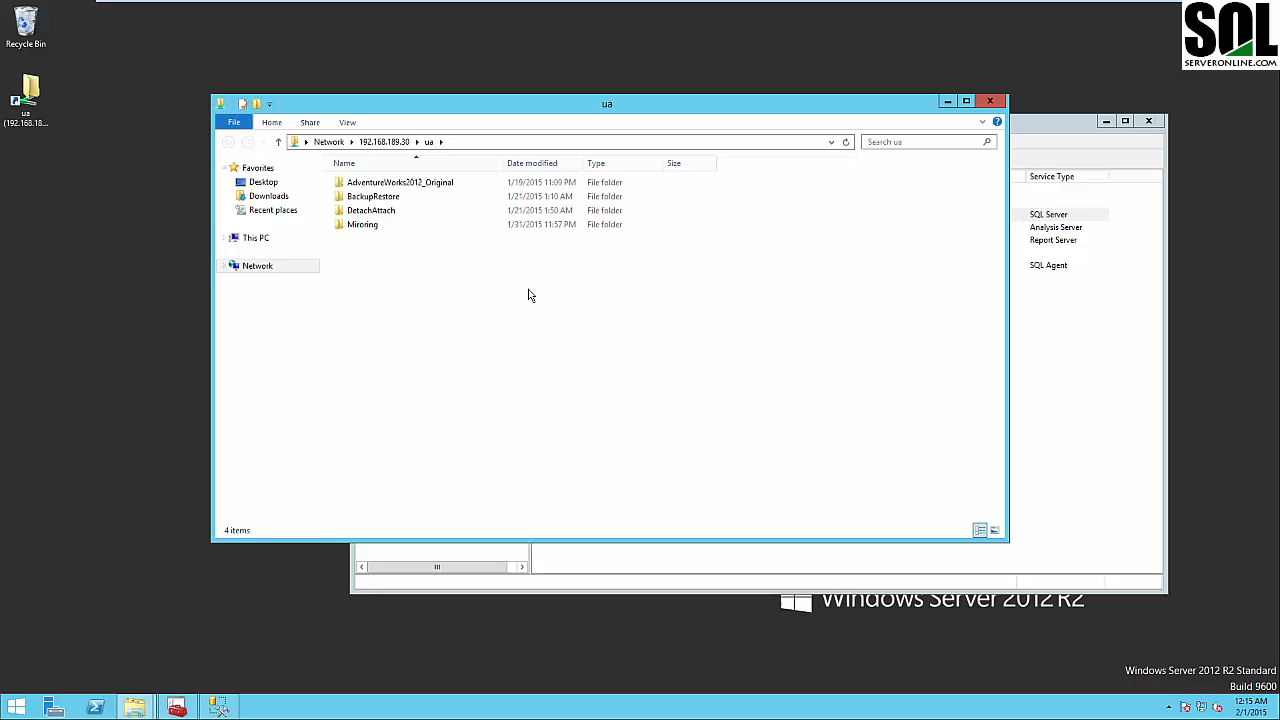 Recycle Bin
ua
(192.168.18...
SQL
SERVERONLINE.COM
ua
File Home Share View
Network 192.168.189.30 ua
Search ua
Name Date modified Type Size
Favorites
Desktop
Downloads
Recent places
This PC
Network
AdventureWorks2012_Original 1/19/2015 11:09 PM File folder
BackupRestore 1/21/2015 1:10 AM File folder
DetachAttach 1/21/2015 1:50 AM File folder
Miroring 1/31/2015 11:57 PM File folder
4 items
Service Type
SQL Server
Analysis Server
Report Server
SQL Agent
Windows Server 2012 R2
Windows Server 2012 R2 Standard
Build 9600
12:15 AM
2/1/2015